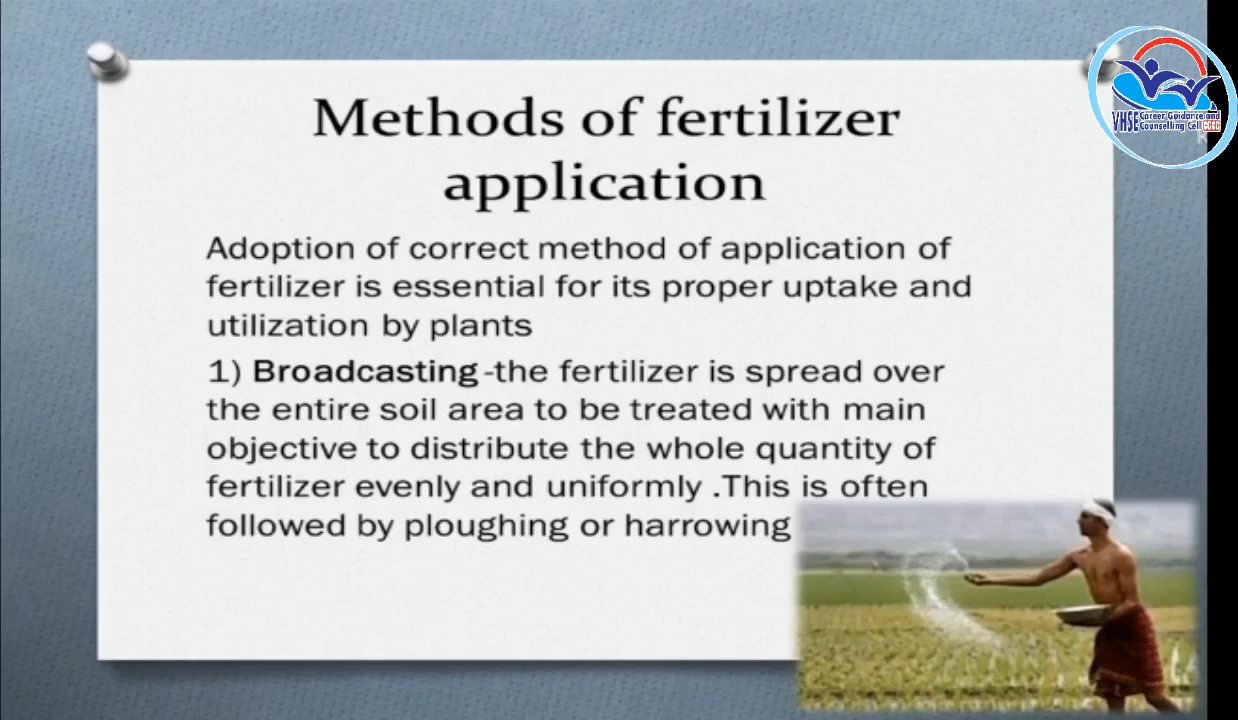 Methods of fertilizer
application
Adoption of correct method of application of
fertilizer is essential for its proper uptake and
utilization by plants
1) Broadcasting -the fertilizer is spread over
the entire soil area to be treated with main
objective to distribute the whole quantity of
fertilizer evenly and uniformly .This is often
followed by ploughing or harrowing
VHSE Career Guidance and
Counselling Cell CGCC